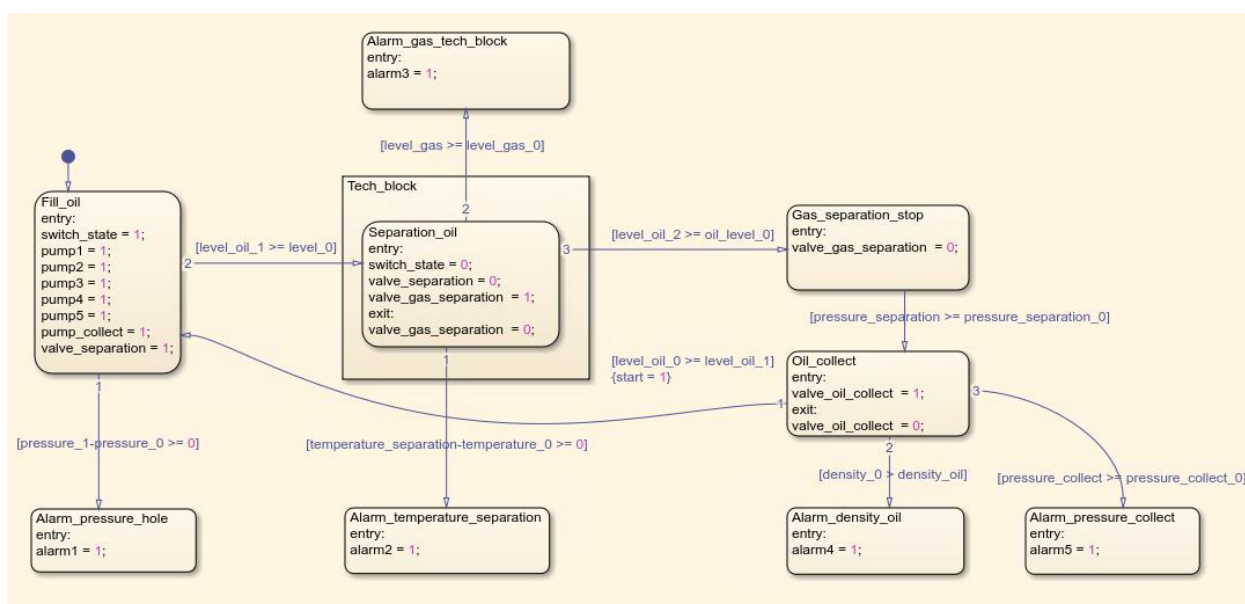 Alarm_gas_tech_block
entry:
alarm3 = 1;
[level_gas >= level_gas_0]
Tech_block
2
Fill_oil
entry:
switch_state = 1;
pump1 = 1;
pump2 = 1;
pump3 = 1;
pump4 = 1;
pump5 = 1;
pump_collect = 1;
valve_separation = 1;
2
1
[level_oil_1 >= level_0]
Separation_oil
entry:
switch_state = 0;
valve_separation = 0;
valve_gas_separation = 1;
exit:
valve_gas_separation = 0;
3
1
[level_oil_2 >= oil_level_0]
Gas_separation_stop
entry:
valve_gas_separation = 0;
[pressure_separation >= pressure_separation_0]
[level_oil_0 >= level_oil_1]
{start = 1}
Oil_collect
entry:
valve_oil_collect = 1;
exit:
valve_oil_collect = 0;
1
3
2
[pressure_1-pressure_0 >= 0]
[temperature_separation-temperature_0 >= 0]
[density_0 > density_oil]
[pressure_collect >= pressure_collect_0]
Alarm_pressure_hole
entry:
alarm1 = 1;
Alarm_temperature_separation
entry:
alarm2 = 1;
Alarm_density_oil
entry:
alarm4 = 1;
Alarm_pressure_collect
entry:
alarm5 = 1;